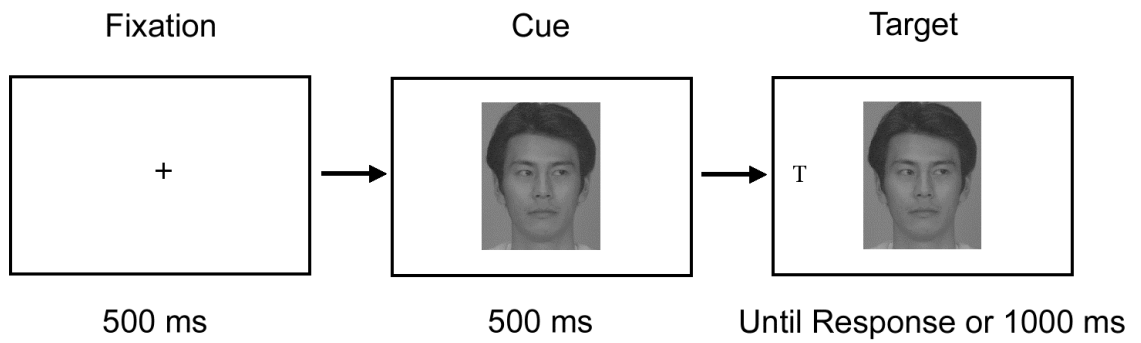 Fixation
Cue
Target
+
T
500 ms
500 ms
Until Response or 1000 ms